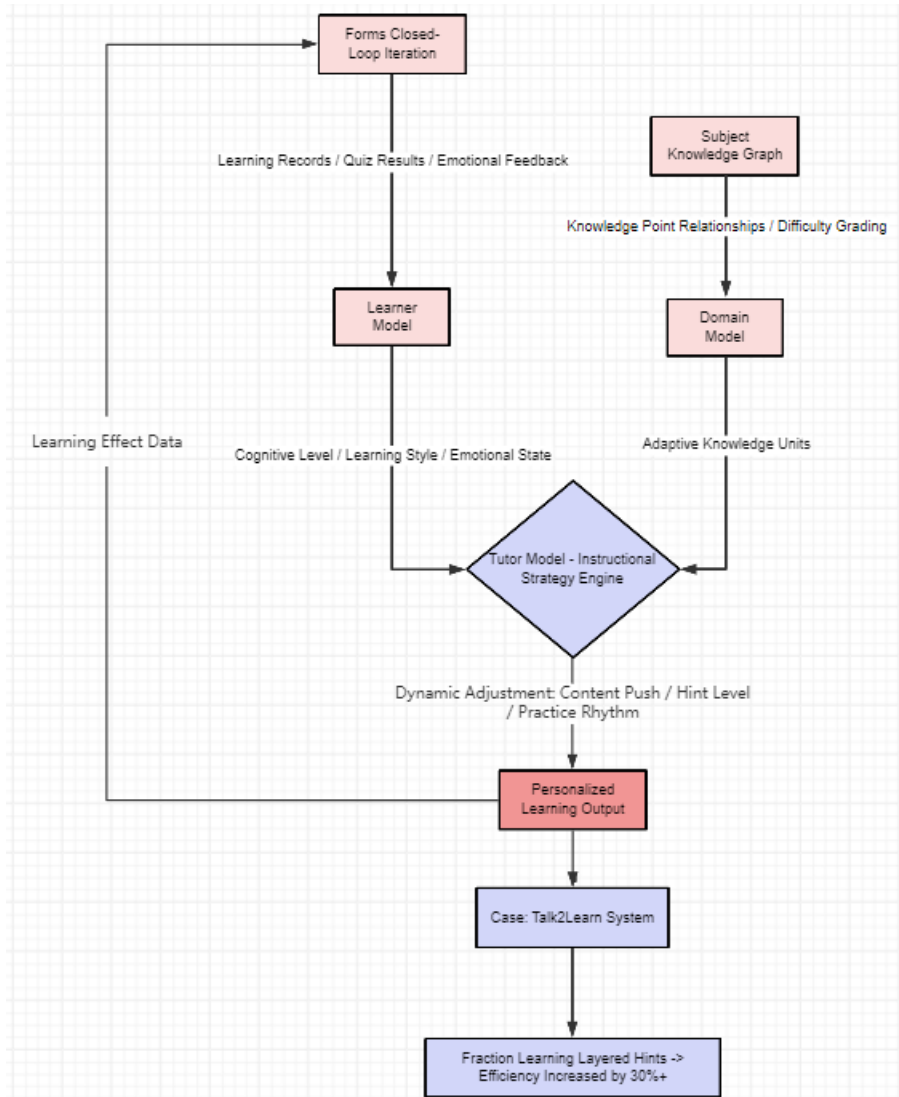 Forms Closed-
Loop Iteration
Subject
Knowledge Graph
Learning Records / Quiz Results / Emotional Feedback
Knowledge Point Relationships / Difficulty Grading
Learner
Model
Domain
Model
Learning Effect Data
Cognitive Level / Learning Style / Emotional State
Adaptive Knowledge Units
Tutor Model - Instructional
Strategy Engine
Dynamic Adjustment: Content Push / Hint Level
/ Practice Rhythm
Personalized
Learning Output
Case: Talk2Learn System
Fraction Learning Layered Hints ->
Efficiency Increased by 30%+